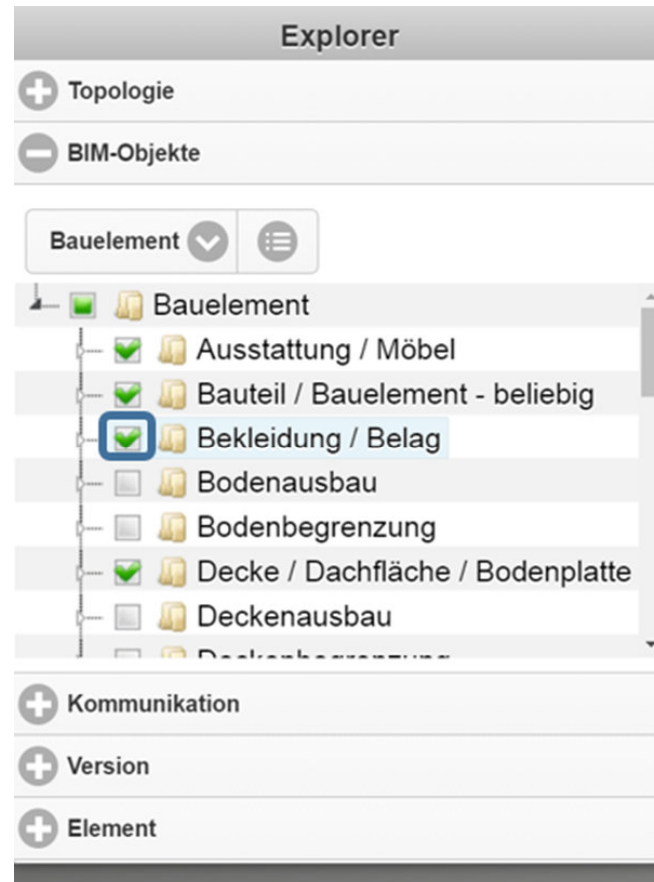 Explorer
Topologie
BIM-Objekte
Bauelement
Bauelement
Ausstattung / Möbel
Bauteil / Bauelement - beliebig
Bekleidung / Belag
Bodenausbau
Bodenbegrenzung
Decke / Dachfläche / Bodenplatte
Deckenausbau
Deckenbegrenzung
Kommunikation
Version
Element